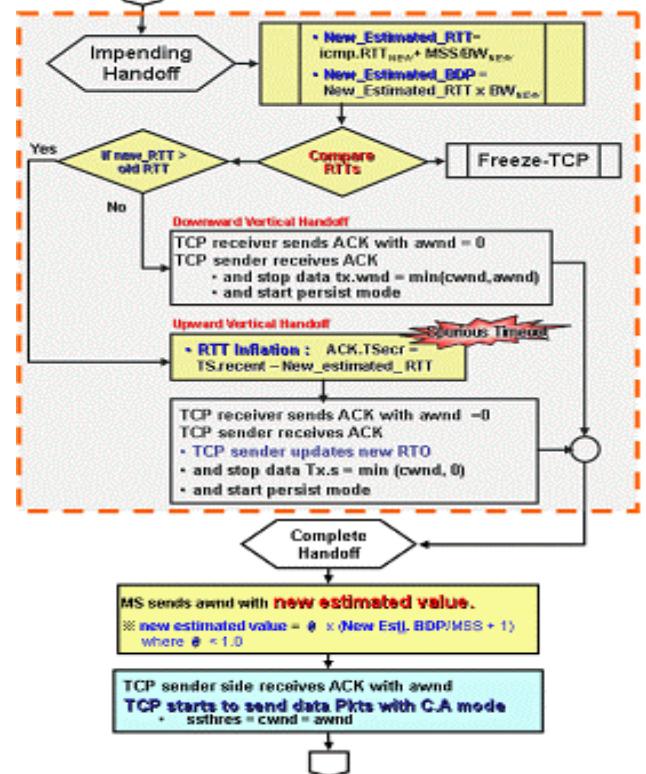 Impending
Handoff
• New_Estimated_RTT=
icmp.RTTNEW+ MSS/BWNEW
• New_Estimated_BDP =
New_Estimated_RTT x BWNEW
Yes
If new_RTT >
old RTT
Compare
RTTs
Freeze-TCP
No
Downward Vertical Handoff
TCP receiver sends ACK with awnd = 0
TCP sender receives ACK
• and stop data tx.wnd = min(cwnd,awnd)
• and start persist mode
Upward Vertical Handoff
Spurious Timeout
• RTT Inflation : ACK.TSecr =
TS.recent – New_estimated_ RTT
TCP receiver sends ACK with awnd =0
TCP sender receives ACK
• TCP sender updates new RTO
• and stop data Tx.s = min (cwnd, 0)
• and start persist mode
Complete
Handoff
MS sends awnd with new estimated value.
※ new estimated value = x (New Est. BDP/MSS + 1)
where < 1.0
TCP sender side receives ACK with awnd
TCP starts to send data Pkts with C.A mode
• ssthres = cwnd = awnd